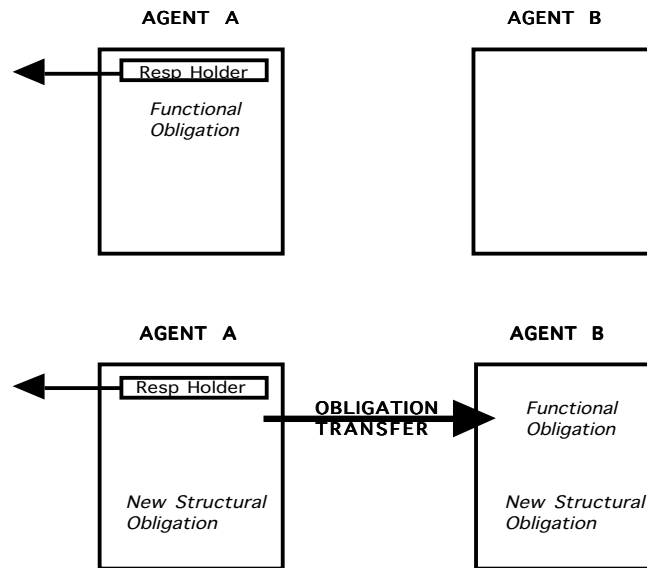 AGENT A
AGENT B
Resp Holder
Functional
Obligation
AGENT A
AGENT B
Resp Holder
OBLIGATION
TRANSFER
Functional
Obligation
New Structural
Obligation
New Structural
Obligation